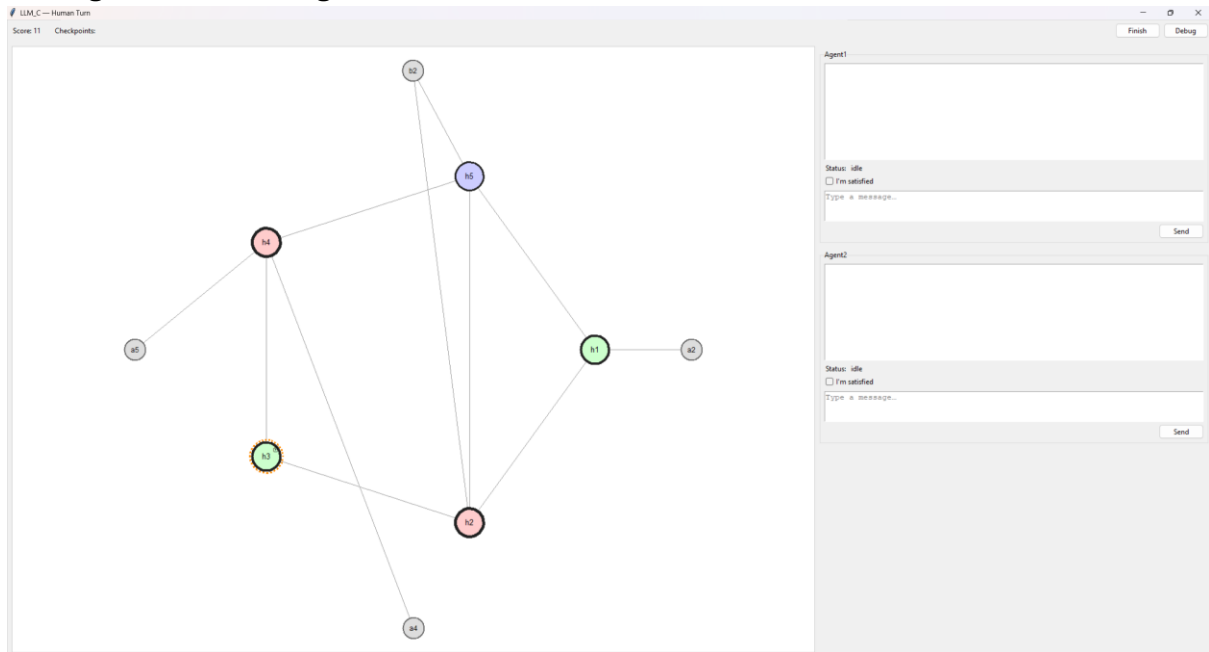 LLM_C — Human Turn
Score: 11 Checkpoints:
Finish Debug
Agent1
Status: idle
I'm satisfied
Type a message…
Send
Agent2
Status: idle
I'm satisfied
Type a message…
Send
b2
h5
h4
a5
h1
a2
h3
h2
a4